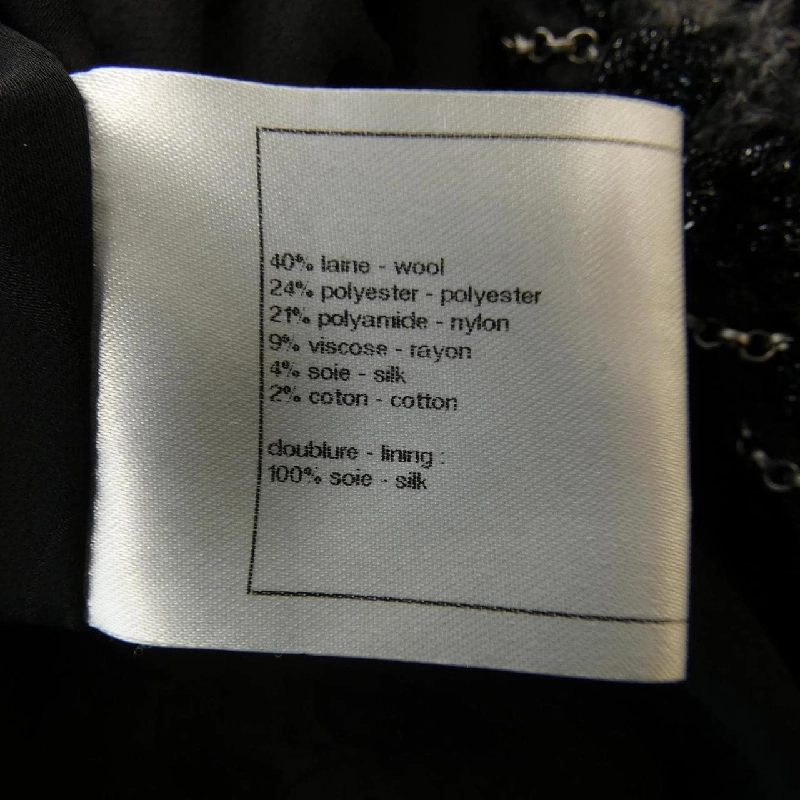 40% laine - wool
24% polyester - polyester
21% polyamide - nylon
9% viscose - rayon
4% soie - silk
2% coton - cotton
doublure - lining :
100% soie - silk